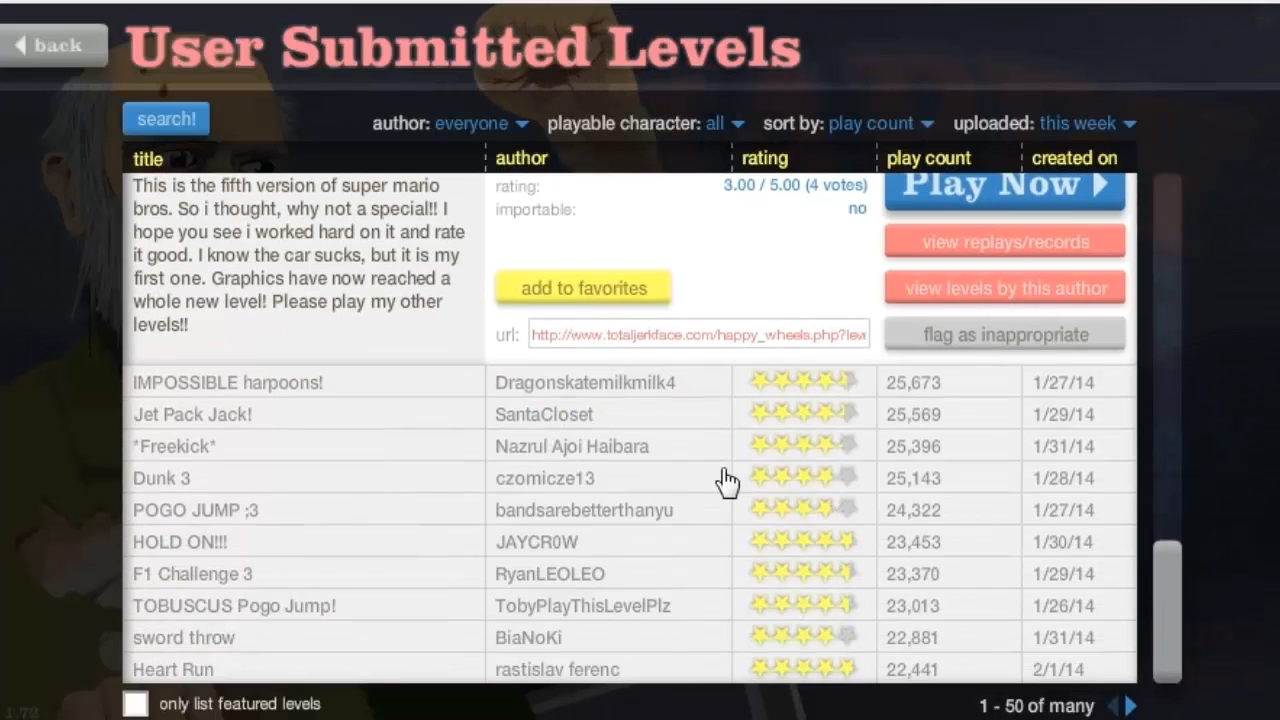 back
User Submitted Levels
search!
author: everyone
playable character: all
sort by: play count
uploaded: this week
title author rating play count created on
This is the fifth version of super mario
bros. So i thought, why not a special!! I
hope you see i worked hard on it and rate
it good. I know the car sucks, but it is my
first one. Graphics have now reached a
whole new level! Please play my other
levels!!
rating: 3.00 / 5.00 (4 votes)
importable: no
add to favorites
url: http://www.totaljerkface.com/happy_wheels.php?leve
Play Now
view replays/records
view levels by this author
flag as inappropriate
IMPOSSIBLE harpoons! Dragonskatemilkmilk4 25,673 1/27/14
Jet Pack Jack! SantaCloset 25,569 1/29/14
*Freekick* Nazrul Ajoi Haibara 25,396 1/31/14
Dunk 3 czomicze13 25,143 1/28/14
POGO JUMP ;3 bandsarebetterthanyu 24,322 1/27/14
HOLD ON!!! JAYCR0W 23,453 1/30/14
F1 Challenge 3 RyanLEOLEO 23,370 1/29/14
TOBUSCUS Pogo Jump! TobyPlayThisLevelPlz 23,013 1/26/14
sword throw BiaNoKi 22,881 1/31/14
Heart Run rastislav ferenc 22,441 2/1/14
only list featured levels
1 - 50 of many
1.72